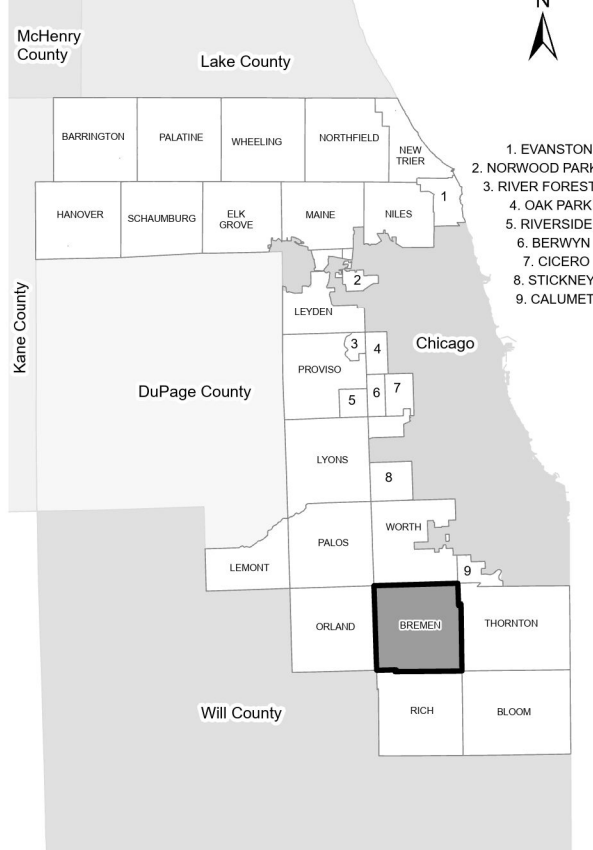 N
McHenry
County
Lake County
BARRINGTON
PALATINE
WHEELING
NORTHFIELD
NEW
TRIER
1. EVANSTON
2. NORWOOD PARK
3. RIVER FOREST
4. OAK PARK
5. RIVERSIDE
6. BERWYN
7. CICERO
8. STICKNEY
9. CALUMET
HANOVER
SCHAUMBURG
ELK
GROVE
MAINE
NILES
1
2
Kane County
LEYDEN
3
4
Chicago
PROVISO
DuPage County
5
6
7
LYONS
8
WORTH
PALOS
LEMONT
9
ORLAND
BREMEN
THORNTON
Will County
RICH
BLOOM